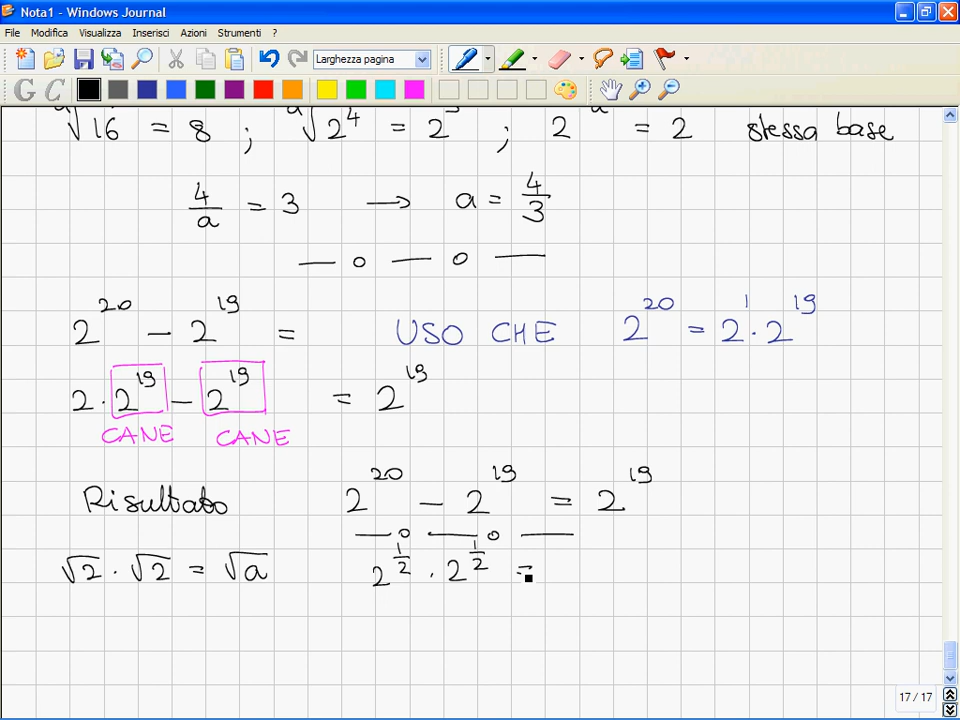 Nota1 - Windows Journal
File Modifica Visualizza Inserisci Azioni Strumenti ?
Larghezza pagina
G C
ᵃ√16 = 8 ; ᵃ√2⁴ = 2³ ; 2 ᵃ = 2 stessa base
4/a = 3 → a = 4/3
— o — o —
2²⁰ - 2¹⁹ = USO CHE 2²⁰ = 2¹ · 2¹⁹
2 · 2¹⁹ - 2¹⁹ = 2¹⁹
CANE CANE
Risultato 2²⁰ - 2¹⁹ = 2¹⁹
— o — o —
√2 · √2 = √a 2^(1/2) · 2^(1/2) =
17 / 17